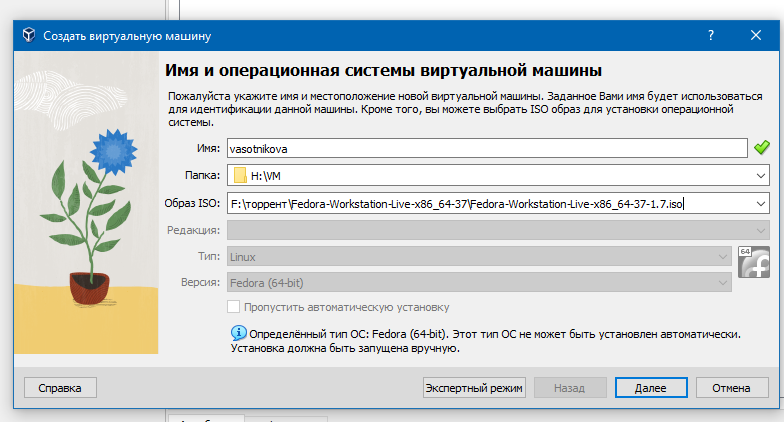 Создать виртуальную машину
?
Имя и операционная системы виртуальной машины
Пожалуйста укажите имя и местоположение новой виртуальной машины. Заданное Вами имя будет использоваться
для идентификации данной машины. Кроме того, вы можете выбрать ISO образ для установки операционной
системы.
Имя: vasotnikova
Папка: H:\VM
Образ ISO: F:\торрент\Fedora-Workstation-Live-x86_64-37\Fedora-Workstation-Live-x86_64-37-1.7.iso
Редакция:
Тип: Linux
64
Версия: Fedora (64-bit)
Пропустить автоматическую установку
Определённый тип ОС: Fedora (64-bit). Этот тип ОС не может быть установлен автоматически.
Установка должна быть запущена вручную.
Справка Экспертный режим Назад Далее Отмена